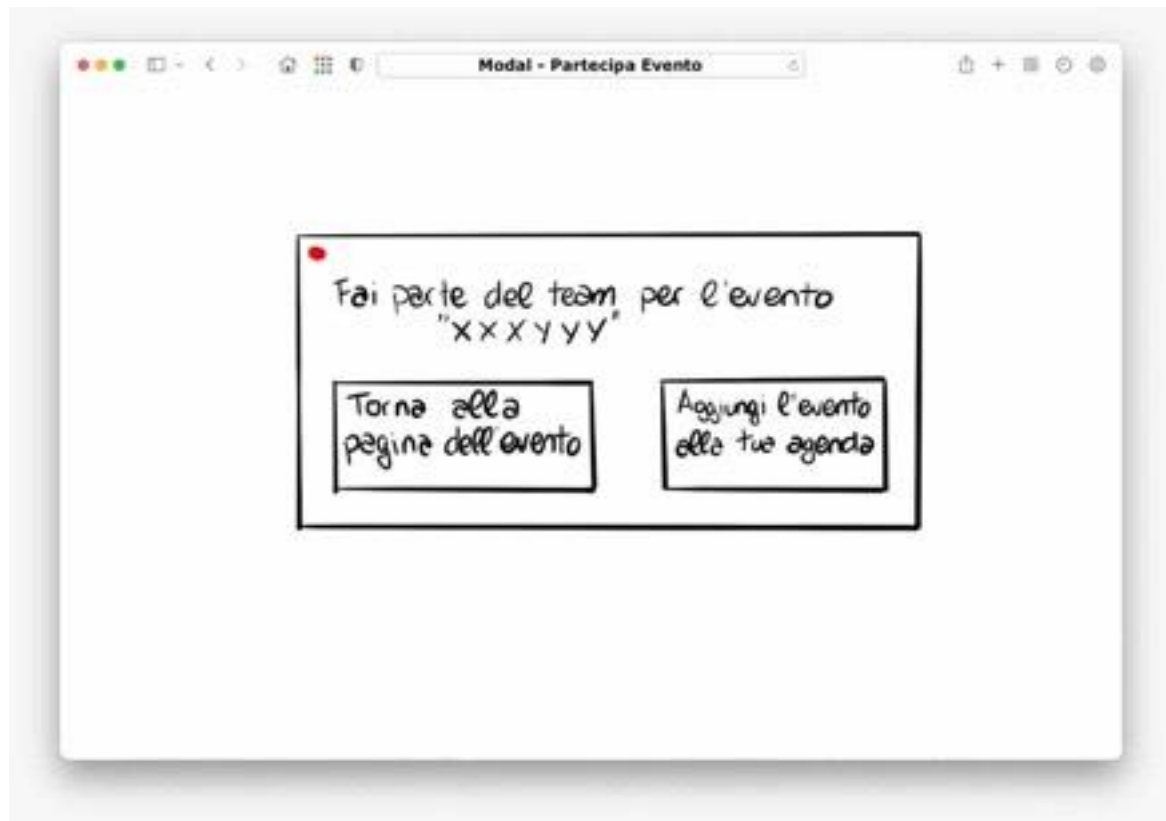 Modal - Partecipa Evento
Fai parte del team per l'evento
"XXXYYY"
Torna alla
pagina dell'evento
Aggiungi l'evento
alla tua agenda